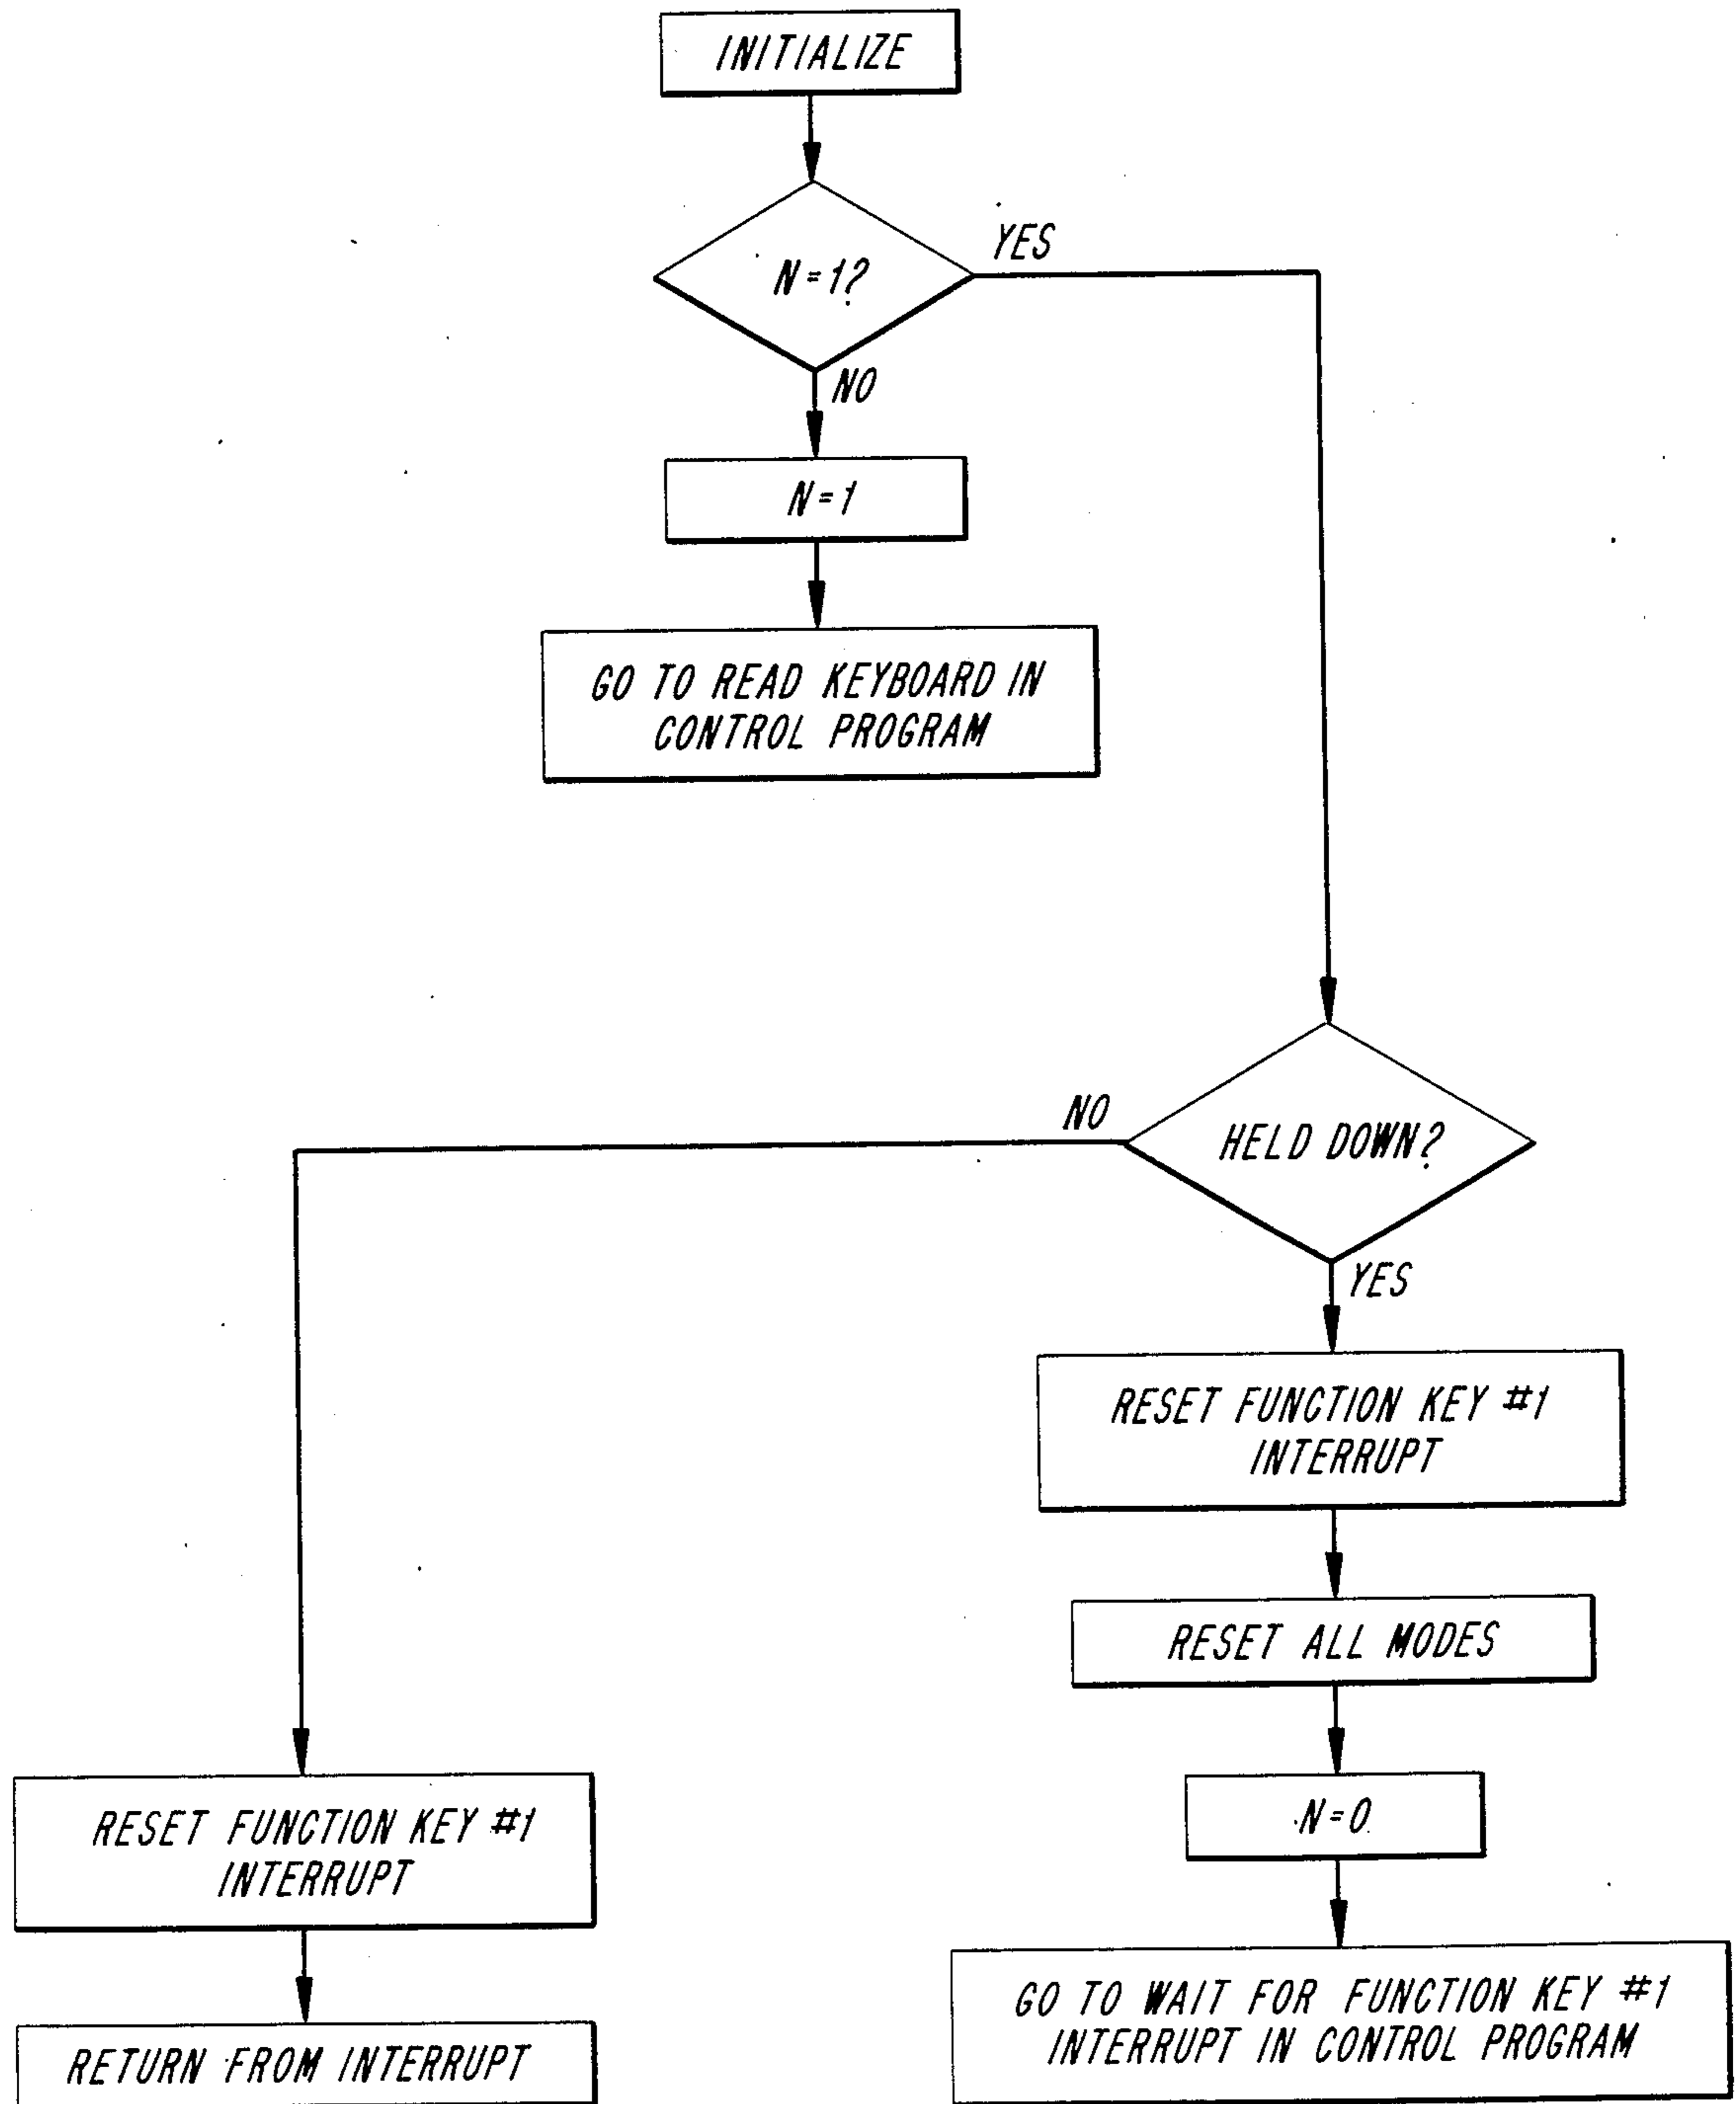 INITIALIZE
N=1?
YES
NO
N=1
GO TO READ KEYBOARD IN
CONTROL PROGRAM
NO
HELD DOWN?
YES
RESET FUNCTION KEY #1
INTERRUPT
RESET ALL MODES
N=0
GO TO WAIT FOR FUNCTION KEY #1
INTERRUPT IN CONTROL PROGRAM
RESET FUNCTION KEY #1
INTERRUPT
RETURN FROM INTERRUPT